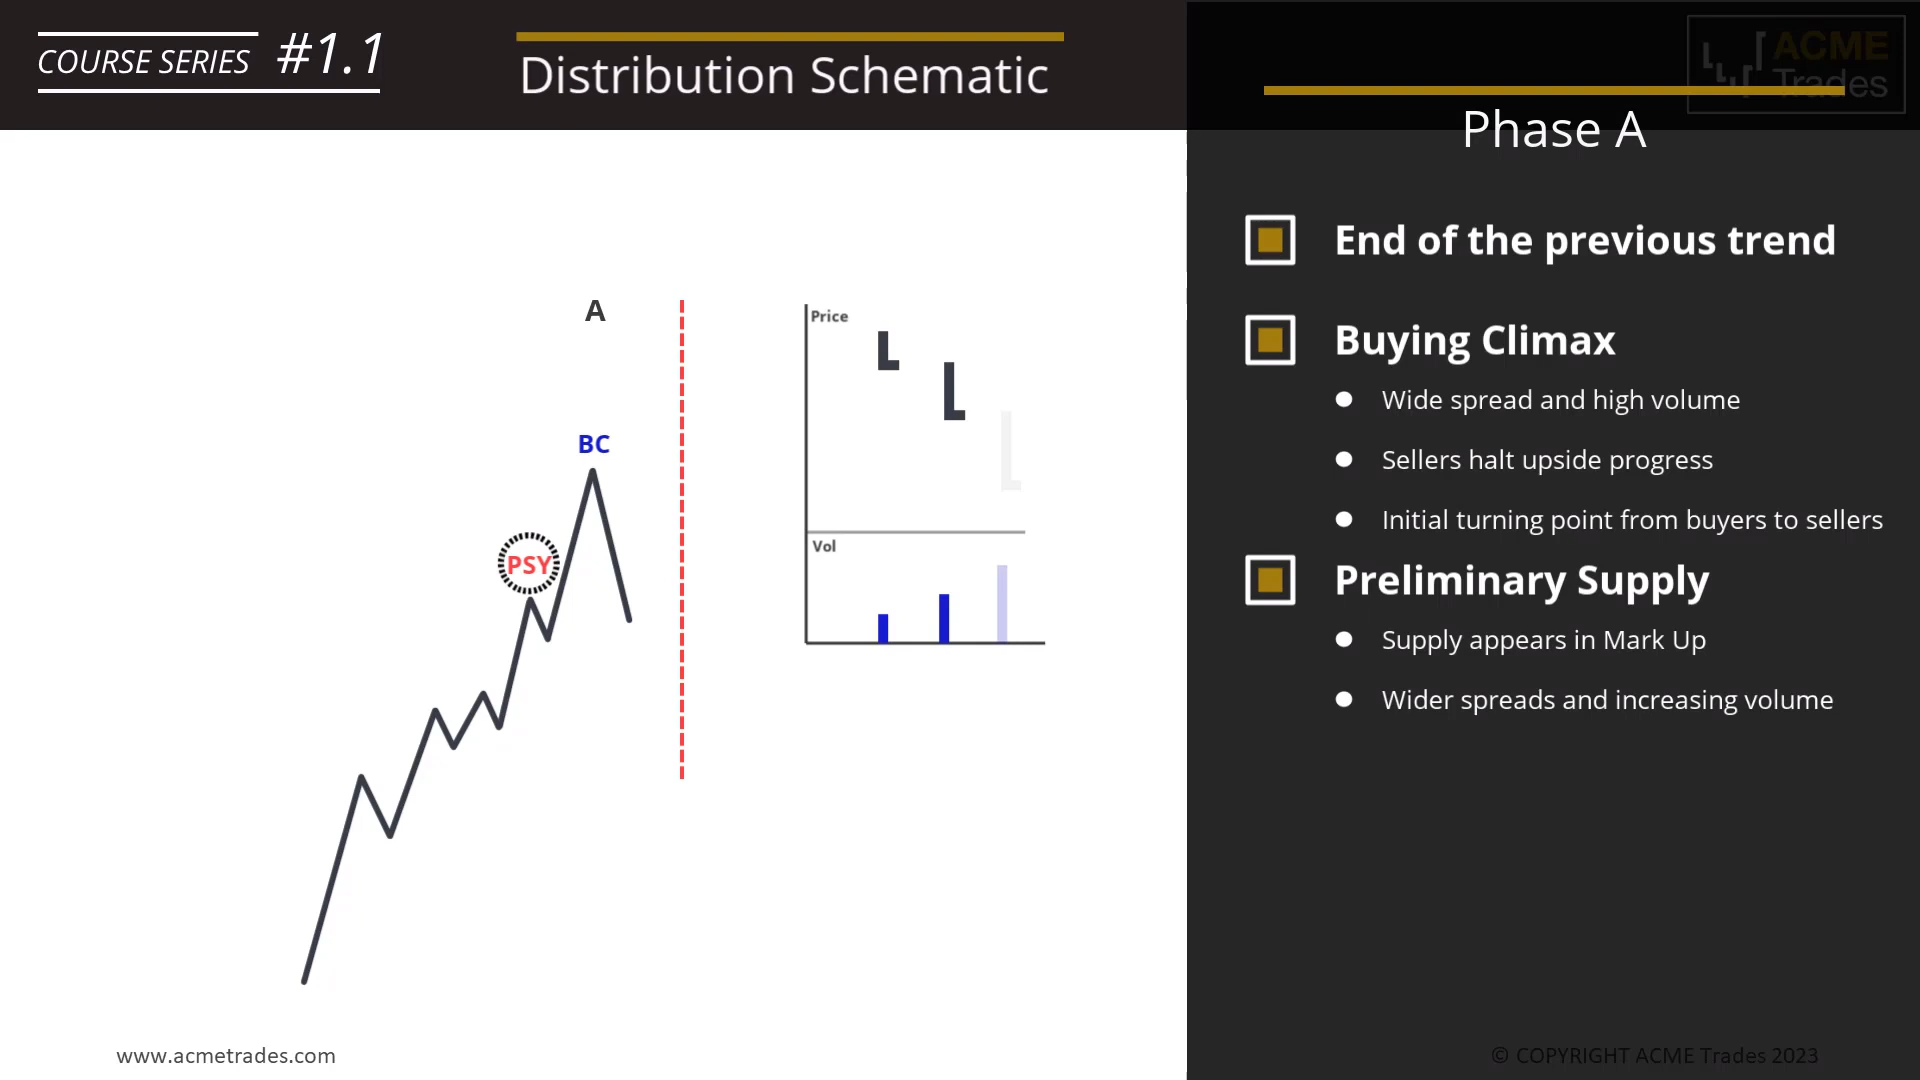 COURSE SERIES #1.1
Distribution Schematic
ACME
Trades
Phase A
A
BC
PSY
Price
Vol
End of the previous trend
Buying Climax
Wide spread and high volume
Sellers halt upside progress
Initial turning point from buyers to sellers
Preliminary Supply
Supply appears in Mark Up
Wider spreads and increasing volume
www.acmetrades.com
© COPYRIGHT ACME Trades 2023